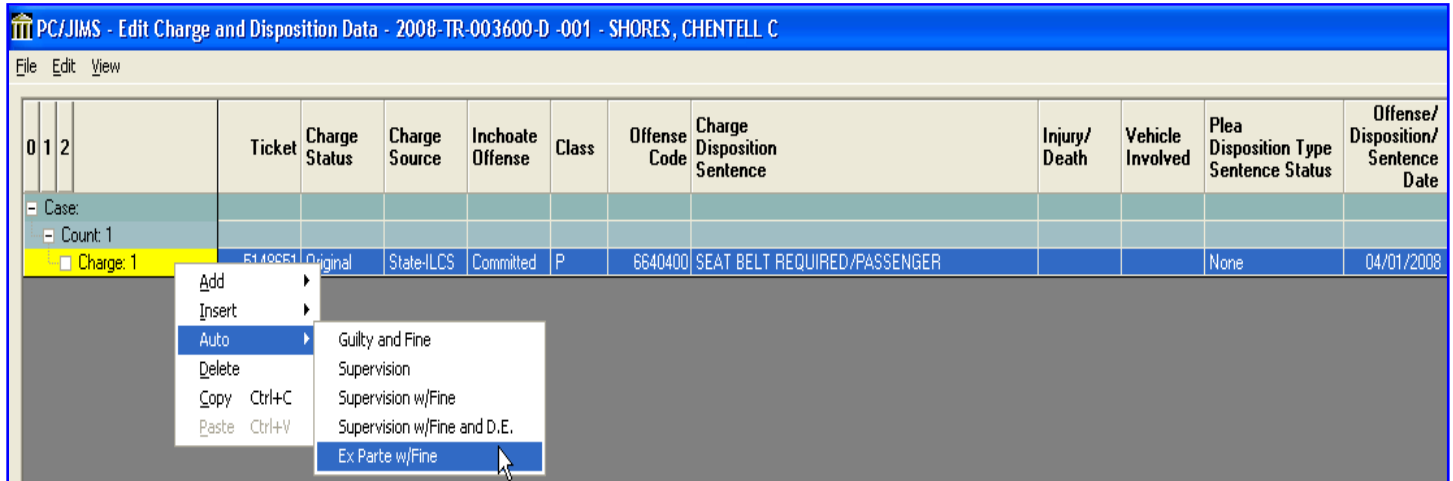 PC/JIMS - Edit Charge and Disposition Data - 2008-TR-003600-D -001 - SHORES, CHENTELL C
File Edit View
0 1 2
Ticket
Charge Status
Charge Source
Inchoate Offense
Class
Offense Code
Charge
Disposition
Sentence
Injury/ Death
Vehicle Involved
Plea
Disposition Type
Sentence Status
Offense/
Disposition/
Sentence
Date
Case:
Count: 1
Charge: 1 5148651 Original State-ILCS Committed P 6640400 SEAT BELT REQUIRED/PASSENGER None 04/01/2008
Add
Insert
Auto
Delete
Copy Ctrl+C
Paste Ctrl+V
Guilty and Fine
Supervision
Supervision w/Fine
Supervision w/Fine and D.E.
Ex Parte w/Fine